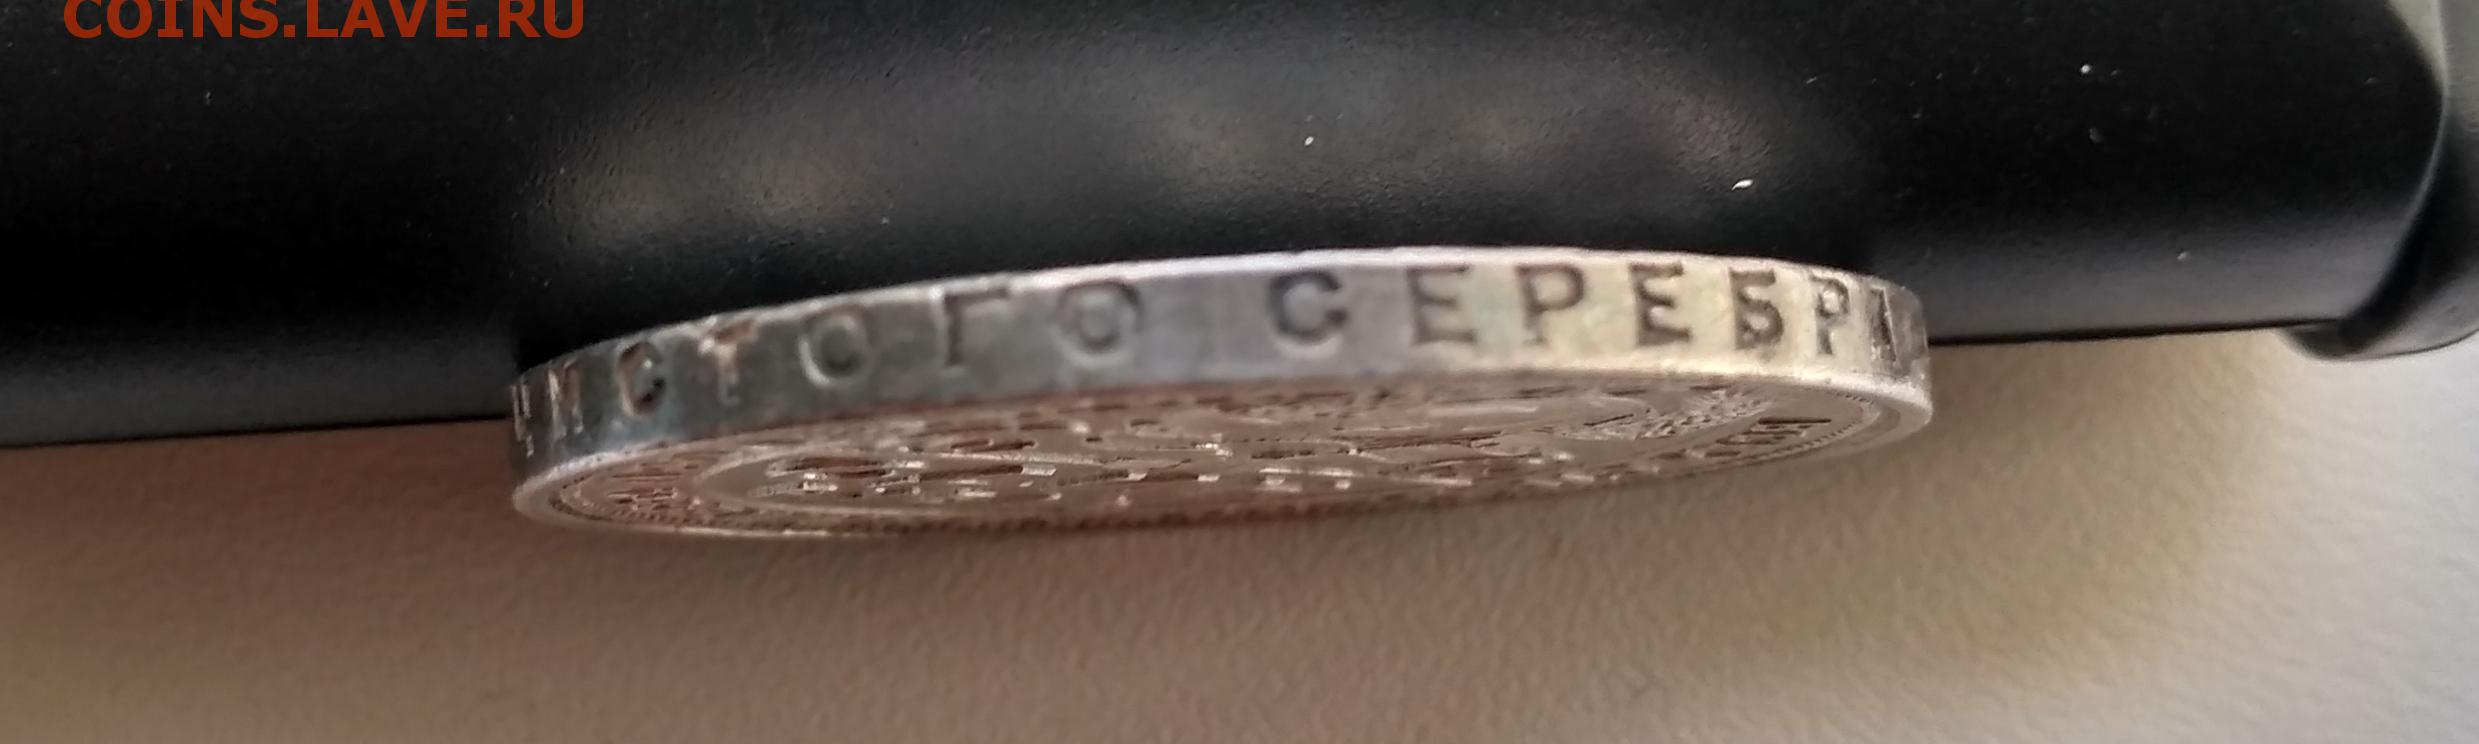 COINS.LAVE.RU
ЧИСТОГО СЕРЕБРА